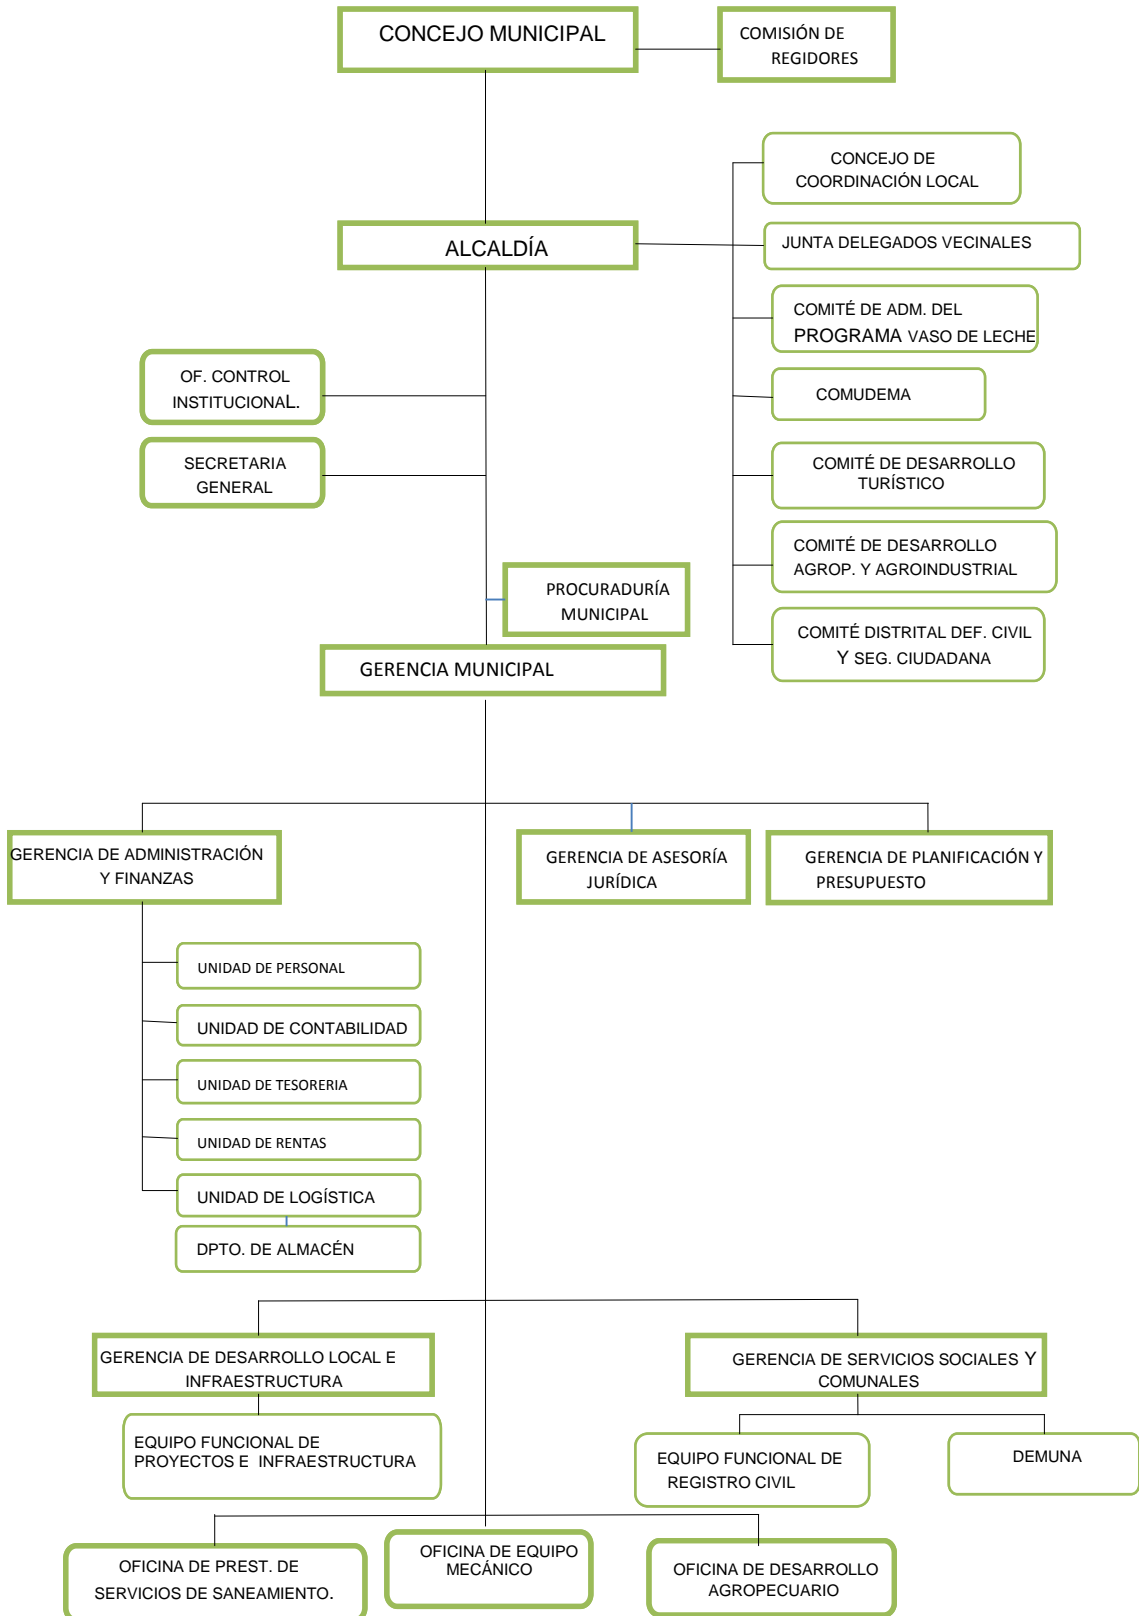 CONCEJO MUNICIPAL
COMISIÓN DE
REGIDORES
CONCEJO DE
COORDINACIÓN LOCAL
ALCALDÍA
JUNTA DELEGADOS VECINALES
COMITÉ DE ADM. DEL
PROGRAMA VASO DE LECHE
OF. CONTROL
INSTITUCIONAL.
COMUDEMA
SECRETARIA
GENERAL
COMITÉ DE DESARROLLO
TURÍSTICO
COMITÉ DE DESARROLLO
AGROP. Y AGROINDUSTRIAL
PROCURADURÍA
MUNICIPAL
COMITÉ DISTRITAL DEF. CIVIL
Y SEG. CIUDADANA
GERENCIA MUNICIPAL
GERENCIA DE ADMINISTRACIÓN
Y FINANZAS
GERENCIA DE ASESORÍA
JURÍDICA
GERENCIA DE PLANIFICACIÓN Y
PRESUPUESTO
UNIDAD DE PERSONAL
UNIDAD DE CONTABILIDAD
UNIDAD DE TESORERIA
UNIDAD DE RENTAS
UNIDAD DE LOGÍSTICA
DPTO. DE ALMACÉN
GERENCIA DE DESARROLLO LOCAL E
INFRAESTRUCTURA
GERENCIA DE SERVICIOS SOCIALES Y
COMUNALES
EQUIPO FUNCIONAL DE
PROYECTOS E INFRAESTRUCTURA
EQUIPO FUNCIONAL DE
REGISTRO CIVIL
DEMUNA
OFICINA DE PREST. DE
SERVICIOS DE SANEAMIENTO.
OFICINA DE EQUIPO
MECÁNICO
OFICINA DE DESARROLLO
AGROPECUARIO